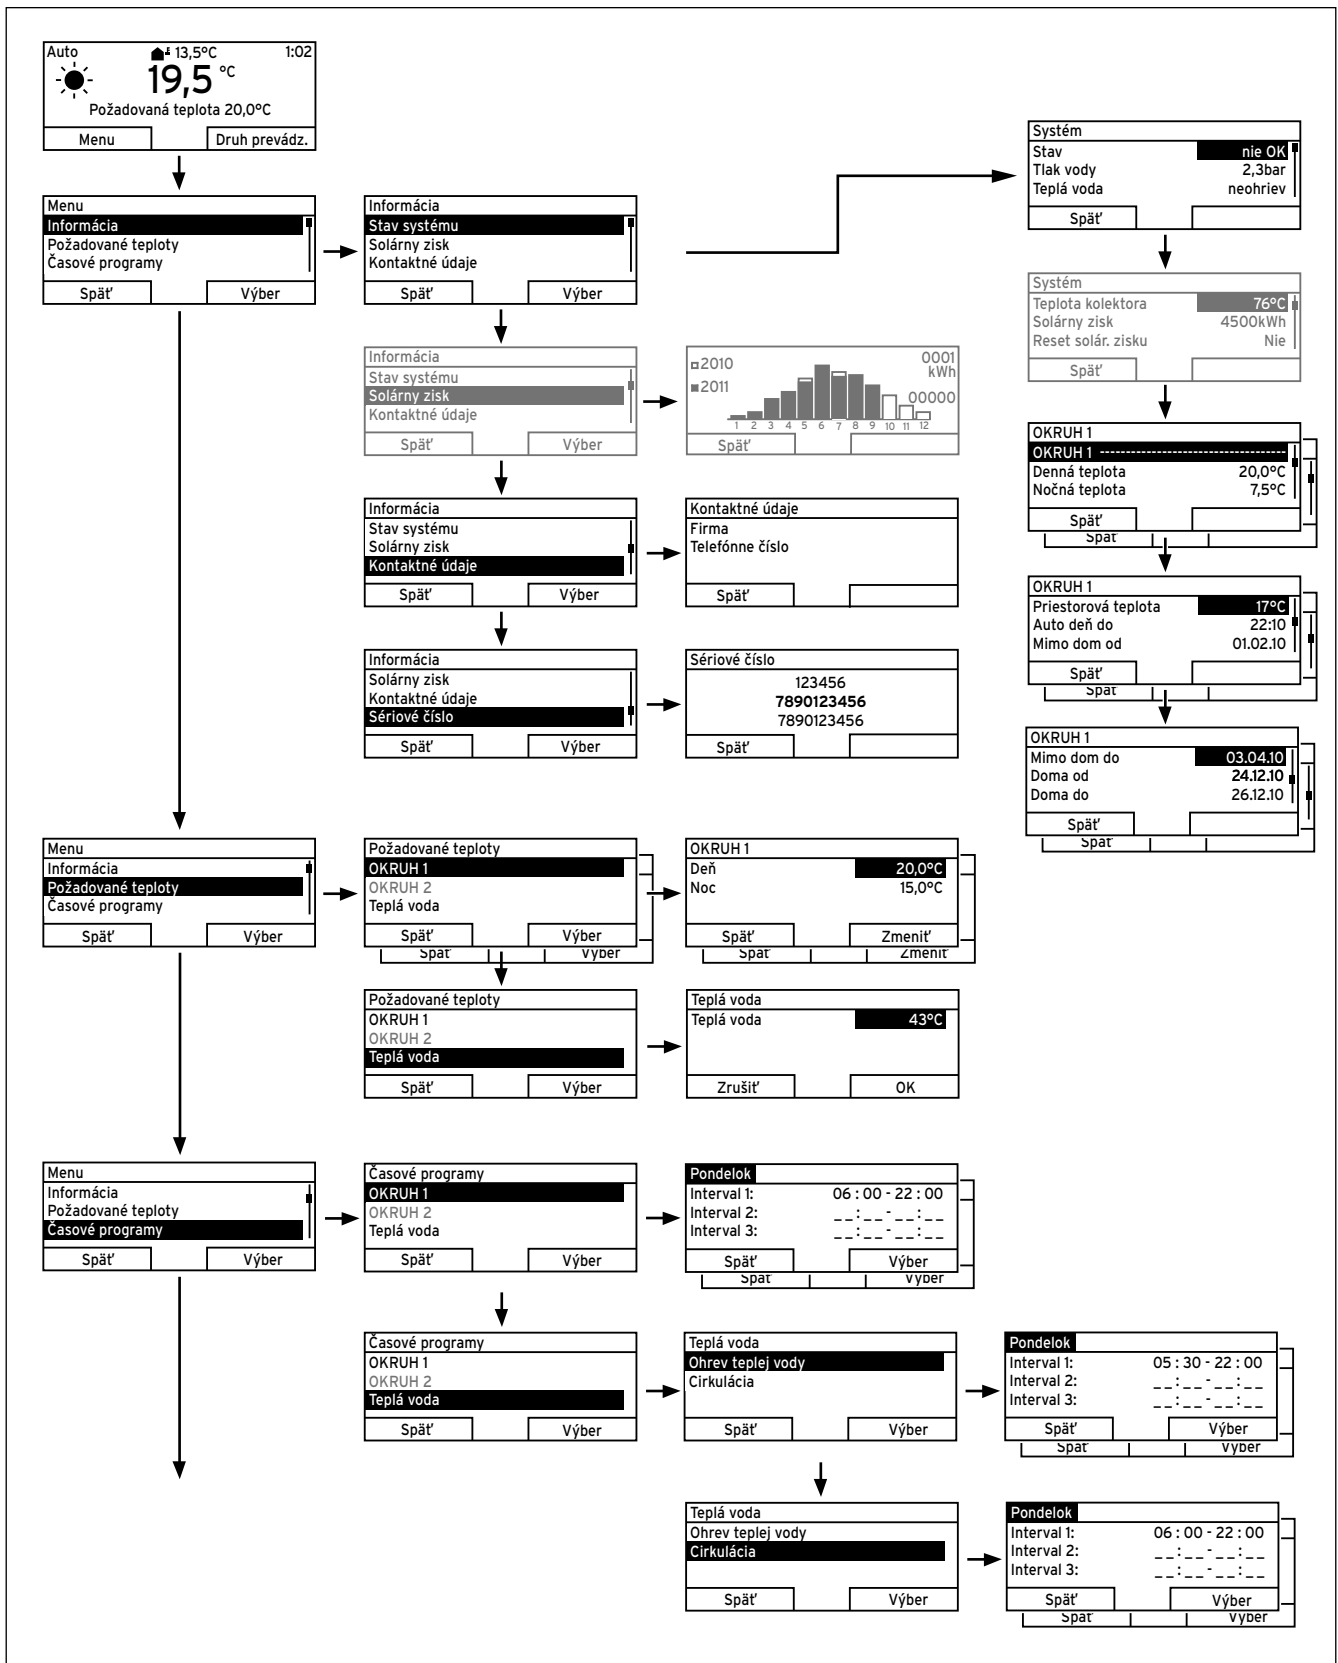 Auto 13,5°C 1:02
19,5 °C
Požadovaná teplota 20,0°C
Menu Druh prevádz.
Systém
Stav nie OK
Tlak vody 2,3bar
Teplá voda neohriev
Späť
Menu
Informácia
Požadované teploty
Časové programy
Späť Výber
Informácia
Stav systému
Solárny zisk
Kontaktné údaje
Späť Výber
Systém
Teplota kolektora 76°C
Solárny zisk 4500kWh
Reset solár. zisku Nie
Späť
Informácia
Stav systému
Solárny zisk
Kontaktné údaje
Späť Výber
2010 0001
kWh
2011 00000
1 2 3 4 5 6 7 8 9 10 11 12
Späť
OKRUH 1
OKRUH 1 ------------------------------------
Denná teplota 20,0°C
Nočná teplota 7,5°C
Späť
Späť
Informácia
Stav systému
Solárny zisk
Kontaktné údaje
Späť Výber
Kontaktné údaje
Firma
Telefónne číslo
Späť
OKRUH 1
Priestorová teplota 17°C
Auto deň do 22:10
Mimo dom od 01.02.10
Späť
Späť
Informácia
Solárny zisk
Kontaktné údaje
Sériové číslo
Späť Výber
Sériové číslo
123456
7890123456
7890123456
Späť
OKRUH 1
Mimo dom do 03.04.10
Doma od 24.12.10
Doma do 26.12.10
Späť
Späť
Menu
Informácia
Požadované teploty
Časové programy
Späť Výber
Požadované teploty
OKRUH 1
OKRUH 2
Teplá voda
Späť Výber
Späť Výber
OKRUH 1
Deň 20,0°C
Noc 15,0°C
Späť Zmeniť
Späť Zmeniť
Požadované teploty
OKRUH 1
OKRUH 2
Teplá voda
Späť Výber
Teplá voda
Teplá voda 43°C
Zrušiť OK
Menu
Informácia
Požadované teploty
Časové programy
Späť Výber
Časové programy
OKRUH 1
OKRUH 2
Teplá voda
Späť Výber
Pondelok
Interval 1: 06 : 00 - 22 : 00
Interval 2: _ _ : _ _ - _ _ : _ _
Interval 3: _ _ : _ _ - _ _ : _ _
Späť Výber
Späť Výber
Časové programy
OKRUH 1
OKRUH 2
Teplá voda
Späť Výber
Teplá voda
Ohrev teplej vody
Cirkulácia
Späť Výber
Pondelok
Interval 1: 05 : 30 - 22 : 00
Interval 2: _ _ : _ _ - _ _ : _ _
Interval 3: _ _ : _ _ - _ _ : _ _
Späť Výber
Späť Výber
Teplá voda
Ohrev teplej vody
Cirkulácia
Späť Výber
Pondelok
Interval 1: 06 : 00 - 22 : 00
Interval 2: _ _ : _ _ - _ _ : _ _
Interval 3: _ _ : _ _ - _ _ : _ _
Späť Výber
Späť Výber